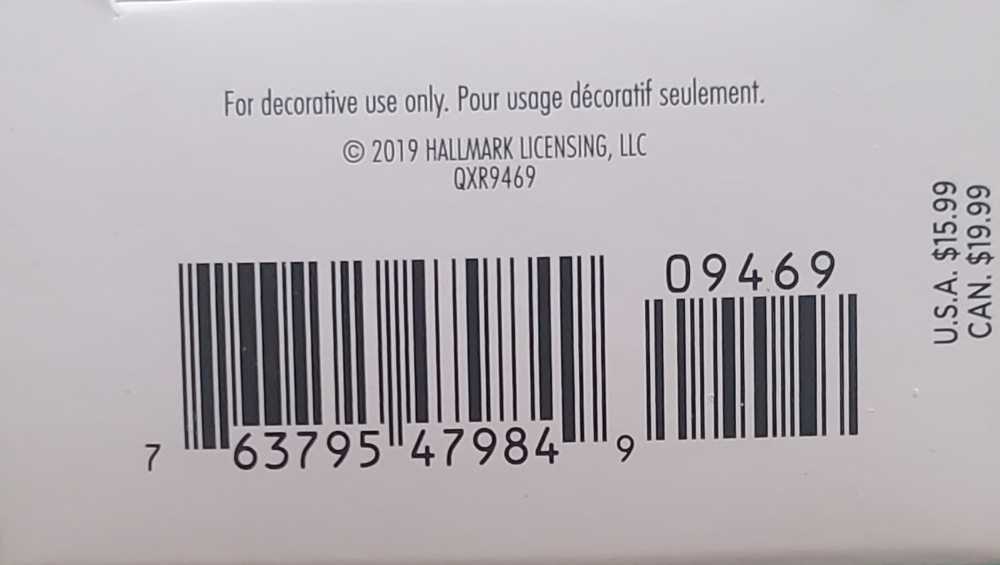 For decorative use only. Pour usage décoratif seulement.
© 2019 HALLMARK LICENSING, LLC
QXR9469
09469
7 63795 47984 9
U.S.A. $15.99
CAN. $19.99